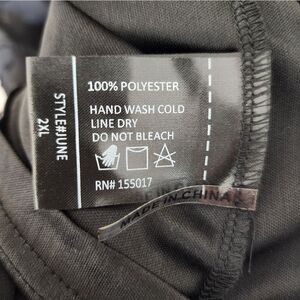 STYLE#JUNE
2XL
100% POLYESTER
HAND WASH COLD
LINE DRY
DO NOT BLEACH
RN# 155017
MADE IN CHINA